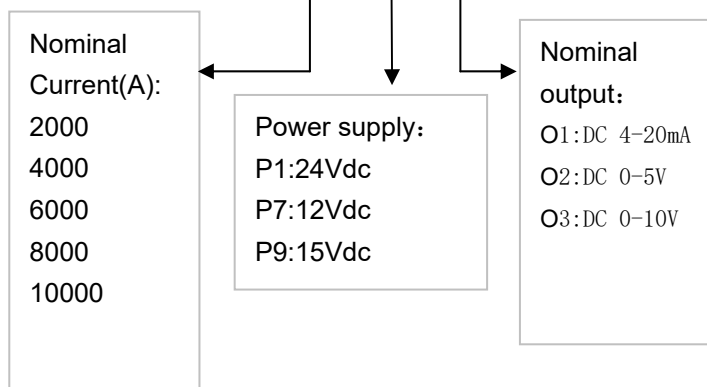 Nominal
Current(A):
2000
4000
6000
8000
10000
Power supply：
P1:24Vdc
P7:12Vdc
P9:15Vdc
Nominal
output：
O1:DC 4-20mA
O2:DC 0-5V
O3:DC 0-10V